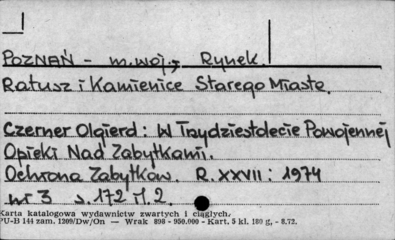 POZNAŃ - m. woj., Rynek.
Ratusz i Kamienice Starego Miasta.
Czerner Olgierd: W Trzydziestolecie Powojennej
Opieki Nad Zabytkami.
Ochrona Zabytków. R. XXVII: 1974
nr 3 s. 172 il. 2.
Karta katalogowa wydawnictw zwartych i ciągłych.
PU-B 144 zam. 1209/Dw/On — Wrak 898 - 950.000 - Kart. 5 kl. 180 g. - 8.72.